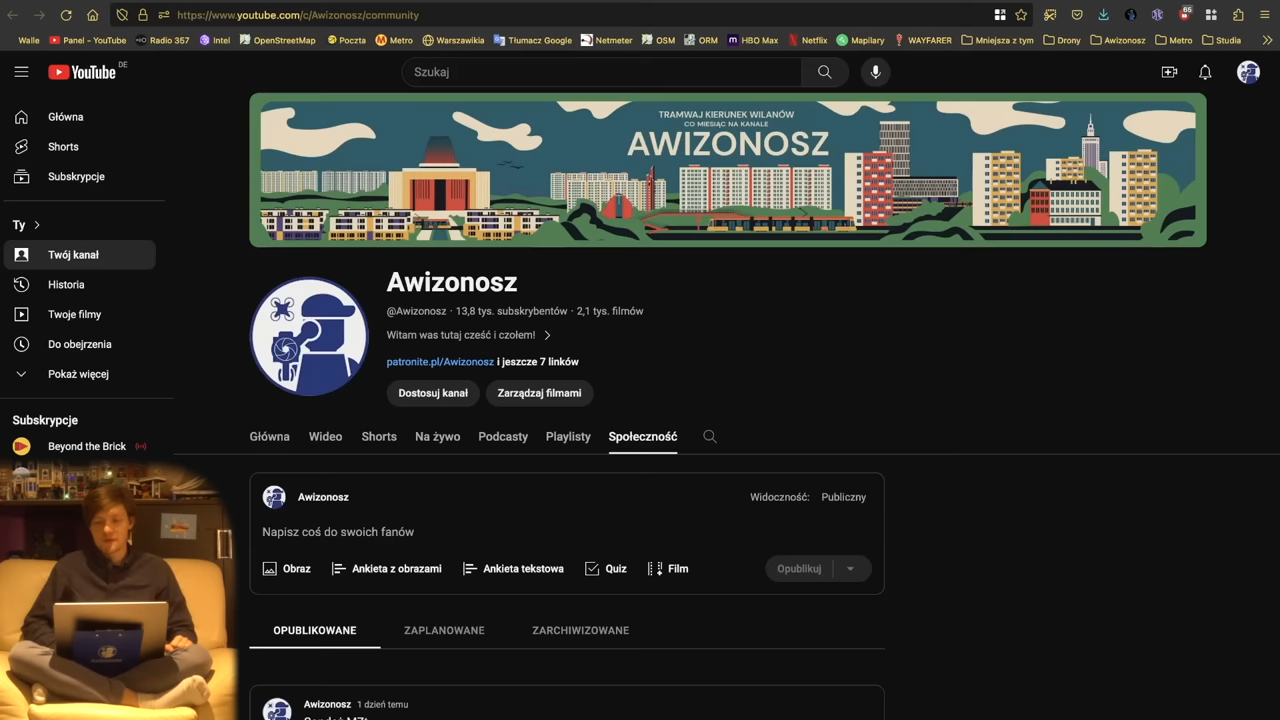 https://www.youtube.com/c/Awizonosz/community
65
Walle
Panel - YouTube
Radio 357
Intel
OpenStreetMap
Poczta
Metro
Warszawikia
Tłumacz Google
Netmeter
OSM
ORM
HBO Max
Netflix
Mapilary
WAYFARER
Mniejsza z tym
Drony
Awizonosz
Metro
Studia
YouTube DE
Szukaj
Główna
Shorts
Subskrypcje
Ty
Twój kanał
Historia
Twoje filmy
Do obejrzenia
Pokaż więcej
Subskrypcje
Beyond the Brick
TRAMWAJ KIERUNEK WILANÓW
CO MIESIĄC NA KANALE
AWIZONOSZ
Awizonosz
@Awizonosz · 13,8 tys. subskrybentów · 2,1 tys. filmów
Witam was tutaj cześć i czołem!
patronite.pl/Awizonosz i jeszcze 7 linków
Dostosuj kanał
Zarządzaj filmami
Główna
Wideo
Shorts
Na żywo
Podcasty
Playlisty
Społeczność
Awizonosz
Widoczność: Publiczny
Napisz coś do swoich fanów
Obraz
Ankieta z obrazami
Ankieta tekstowa
Quiz
Film
Opublikuj
OPUBLIKOWANE
ZAPLANOWANE
ZARCHIWIZOWANE
Awizonosz 1 dzień temu